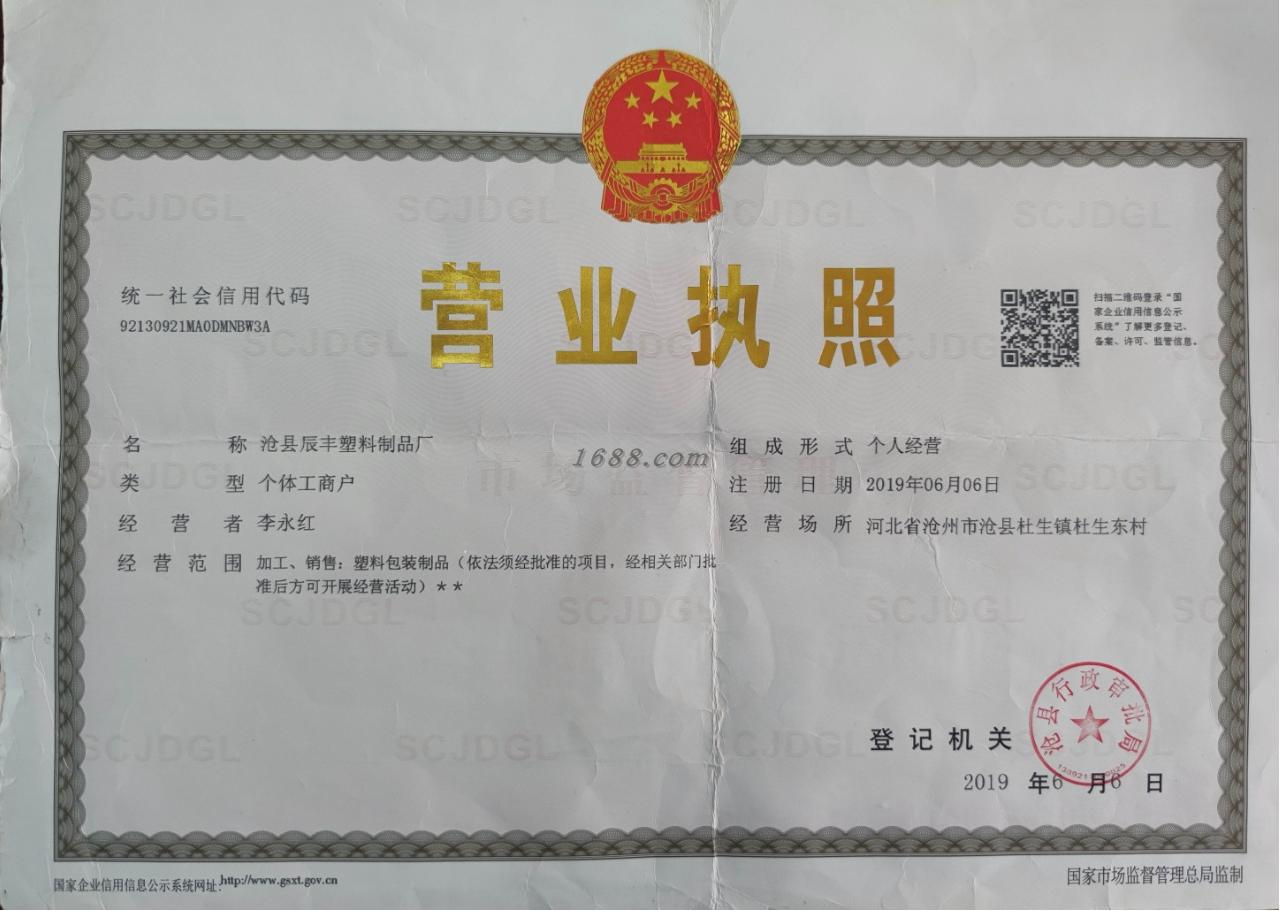 营业执照
统一社会信用代码
92130921MA0DMNBW3A
扫描二维码登录“国
家企业信用信息公示
系统”了解更多登记、
备案、许可、监管信息。
名称 沧县辰丰塑料制品厂
类型 个体工商户
经营者 李永红
经营范围 加工、销售：塑料包装制品（依法须经批准的项目，经相关部门批
准后方可开展经营活动）**
1688.com
组成形式 个人经营
注册日期 2019年06月06日
经营场所 河北省沧州市沧县杜生镇杜生东村
市场监督管理
SCJDGL
登记机关
沧县行政审批局
2019 年6 月6 日
国家企业信用信息公示系统网址:http://www.gsxt.gov.cn
国家市场监督管理总局监制